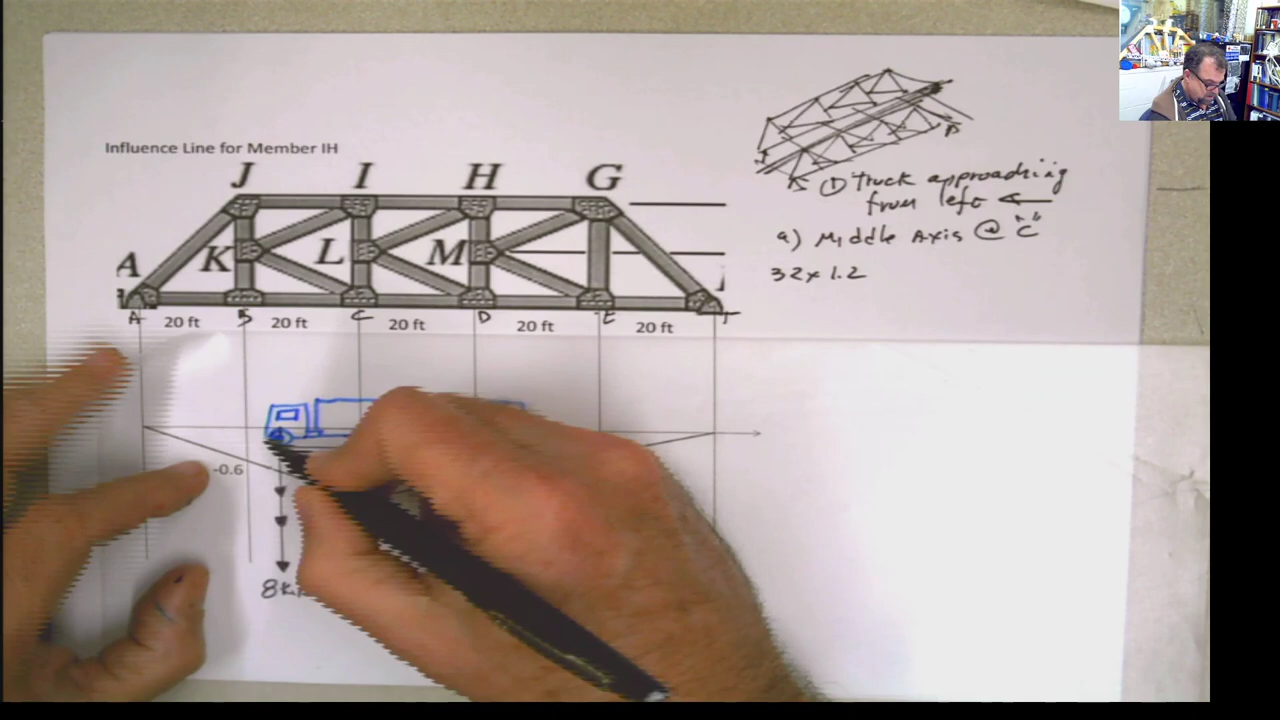 Influence Line for Member IH
J I H G
A K L M
A B C D E
20 ft 20 ft 20 ft 20 ft 20 ft
-0.6
① Truck approaching
from left ←
a) Middle Axis @ "C"
32 x 1.2